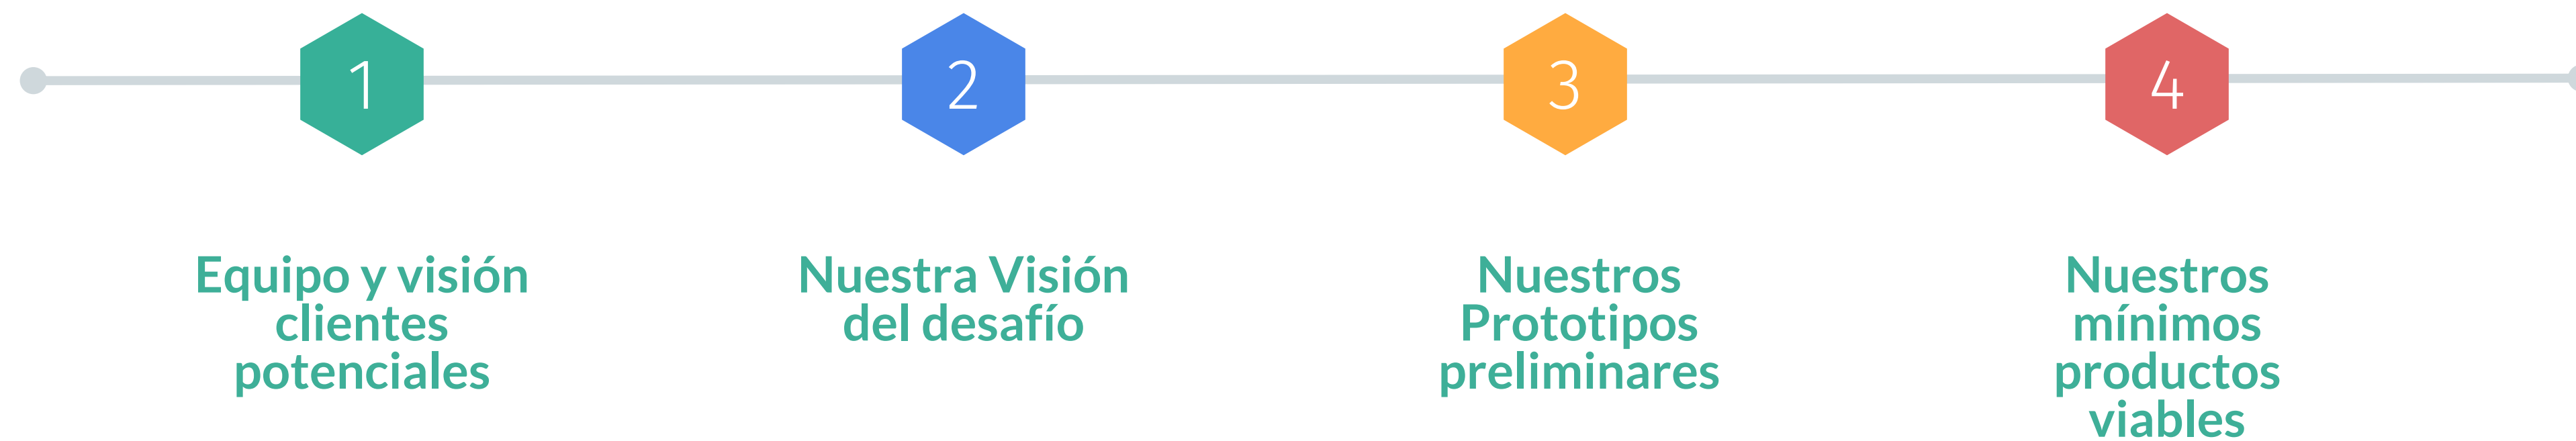 1
2
3
4
Equipo y visión
clientes
potenciales
Nuestra Visión
del desafío
Nuestros
Prototipos
preliminares
Nuestros
mínimos
productos
viables